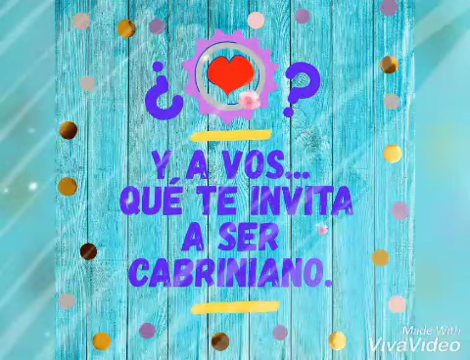 ¿ ?
Y A VOS...
QUÉ TE INVITA
A SER
CABRINIANO.
Made With
VivaVideo